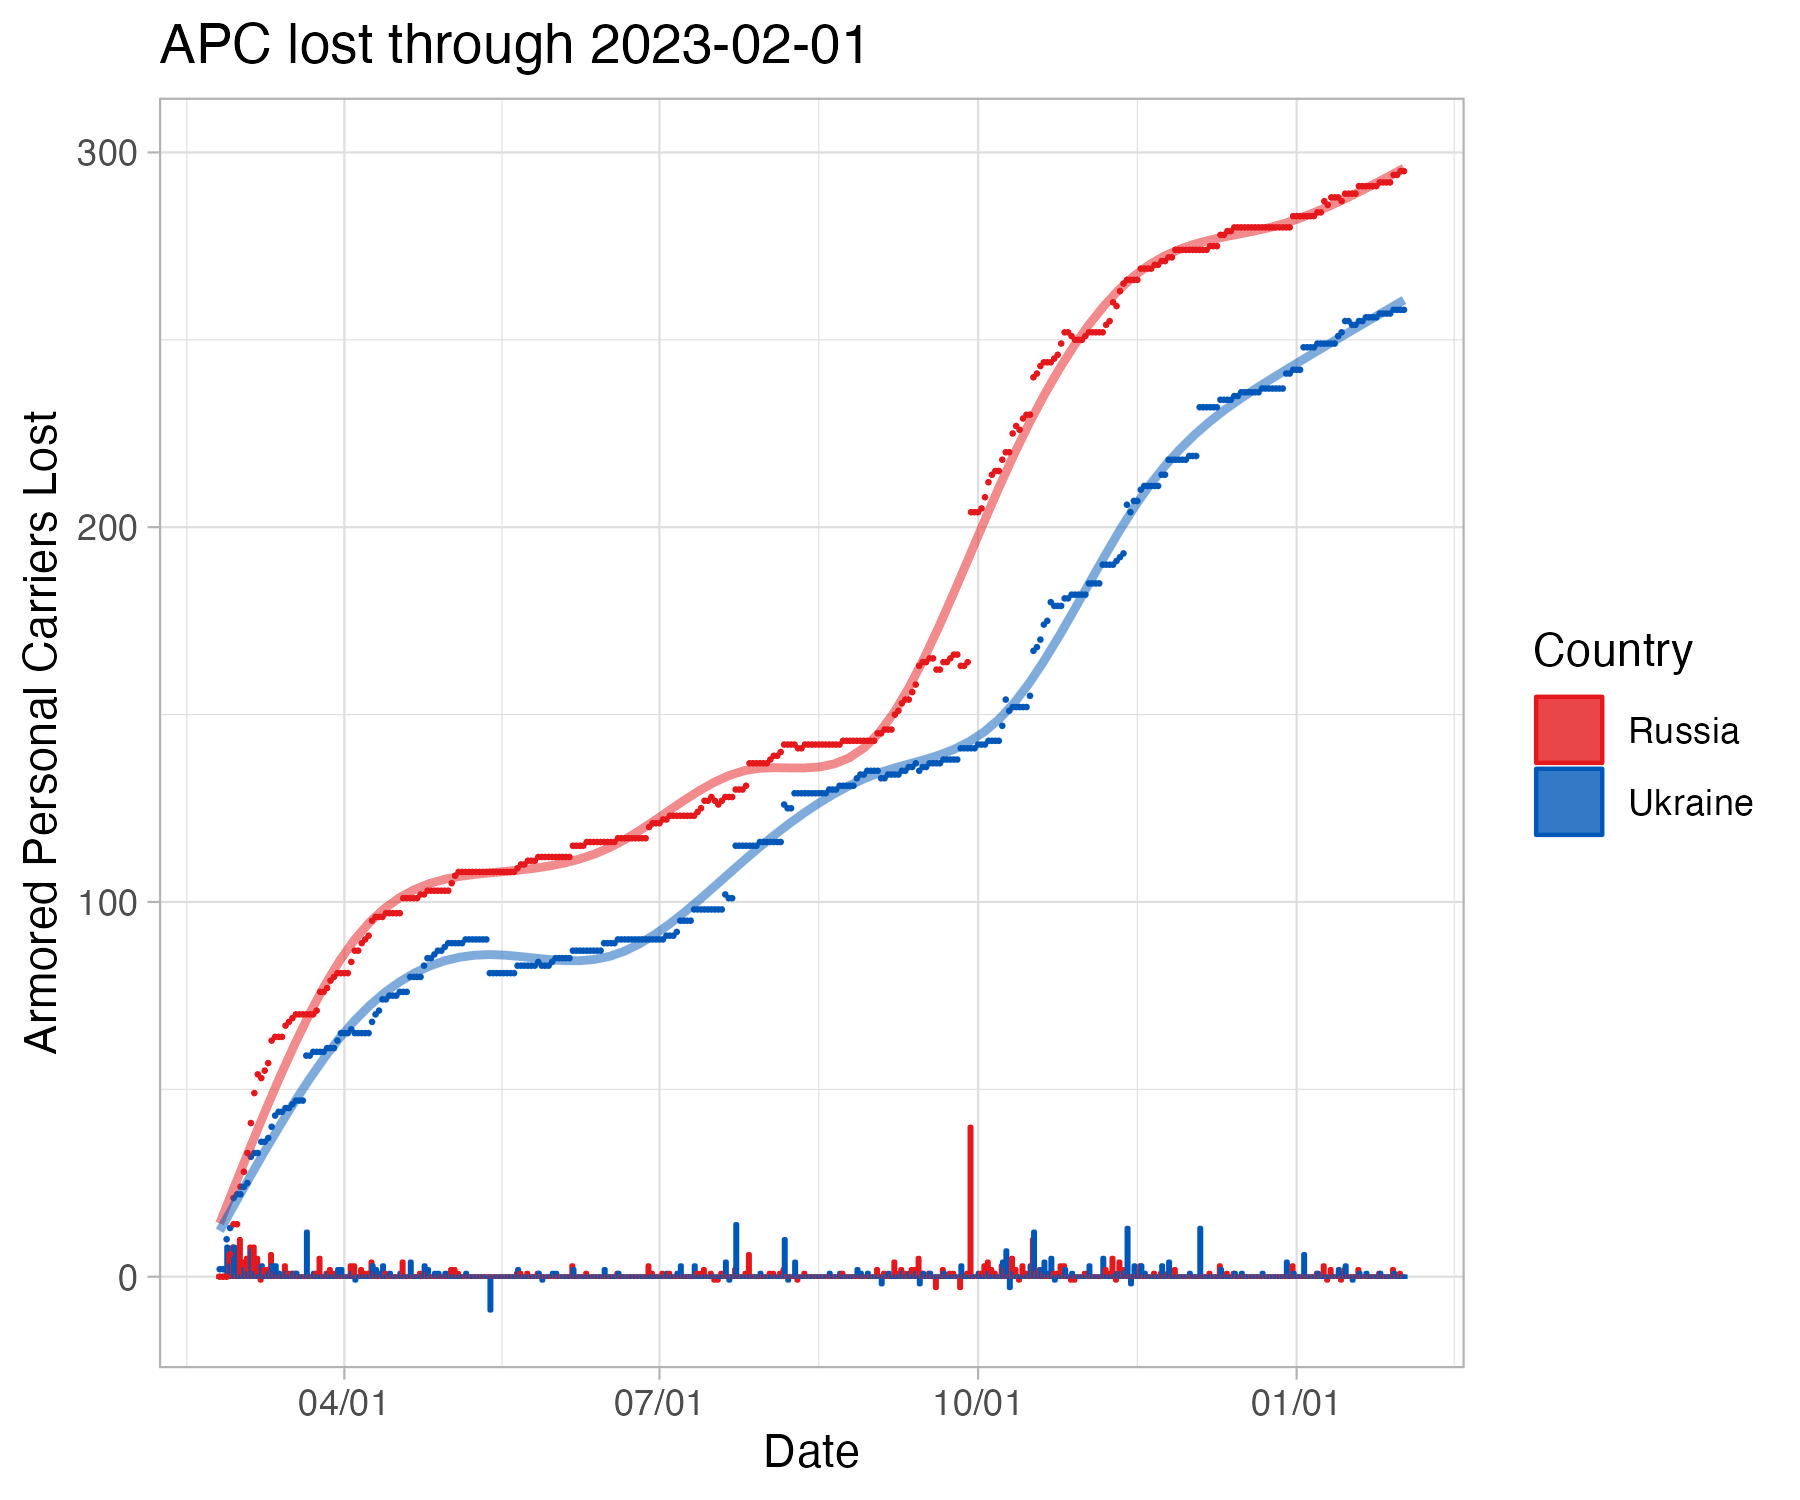 APC lost through 2023-02-01
Armored Personal Carriers Lost
300
200
100
0
04/01
07/01
10/01
01/01
Date
Country
Russia
Ukraine